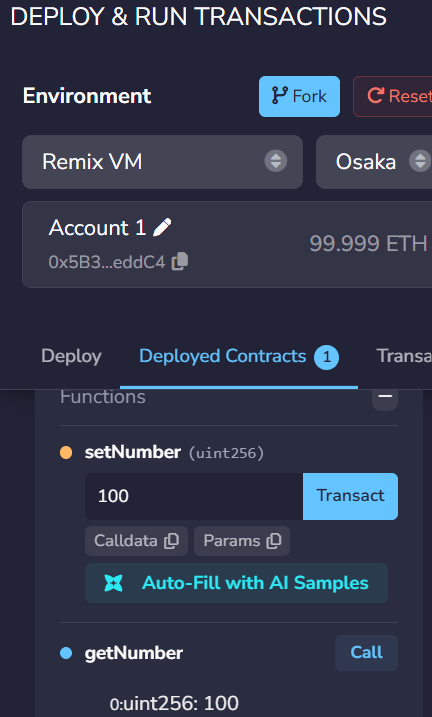 DEPLOY & RUN TRANSACTIONS
Environment
Fork
Reset
Remix VM
Osaka
Account 1
99.999 ETH
0x5B3...eddC4
Deploy
Deployed Contracts 1
Transa
Functions
setNumber (uint256)
100
Transact
Calldata
Params
Auto-Fill with AI Samples
getNumber
Call
0:uint256: 100